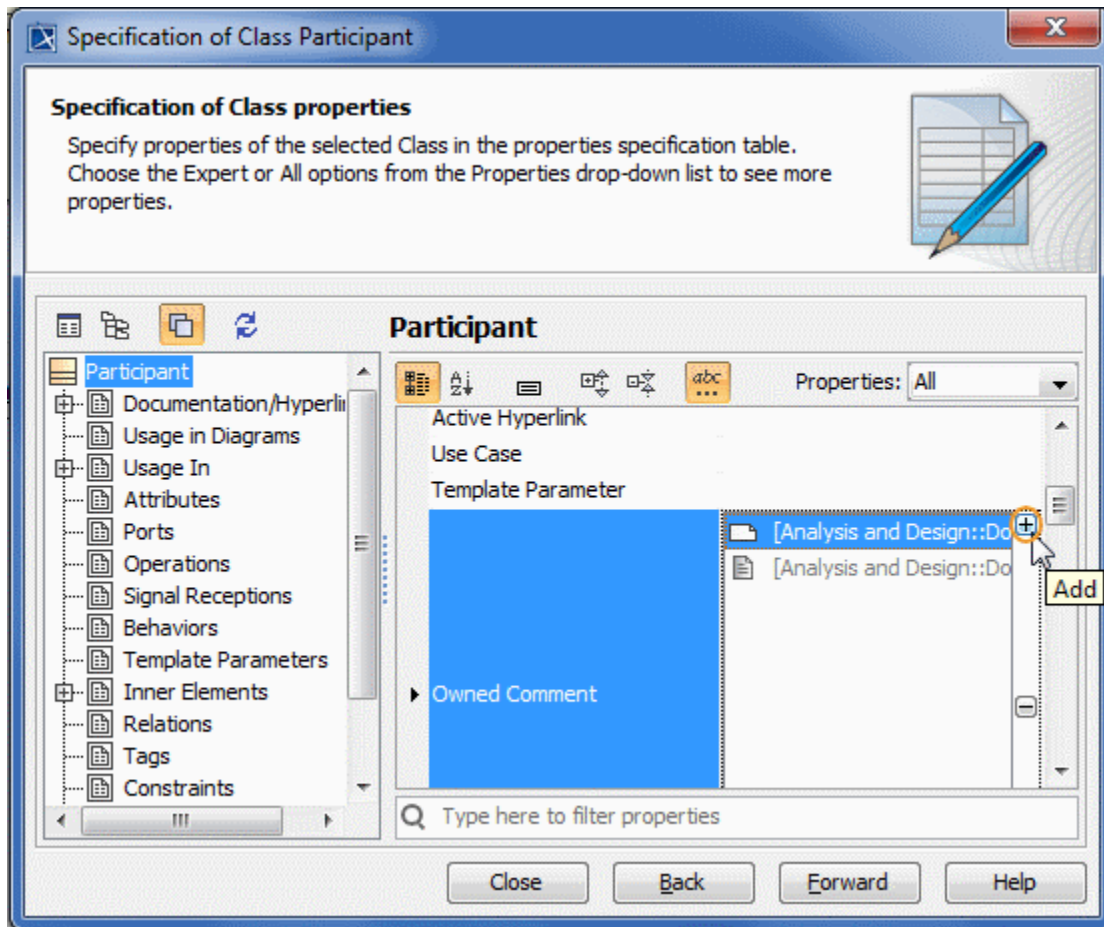 Specification of Class Participant
Specification of Class properties
Specify properties of the selected Class in the properties specification table.
Choose the Expert or All options from the Properties drop-down list to see more
properties.
Participant
Participant
Documentation/Hyperli
Usage in Diagrams
Usage In
Attributes
Ports
Operations
Signal Receptions
Behaviors
Template Parameters
Inner Elements
Relations
Tags
Constraints
abc
Properties: All
Active Hyperlink
Use Case
Template Parameter
Owned Comment
[Analysis and Design::Do
[Analysis and Design::Do
Add
Type here to filter properties
Close
Back
Forward
Help